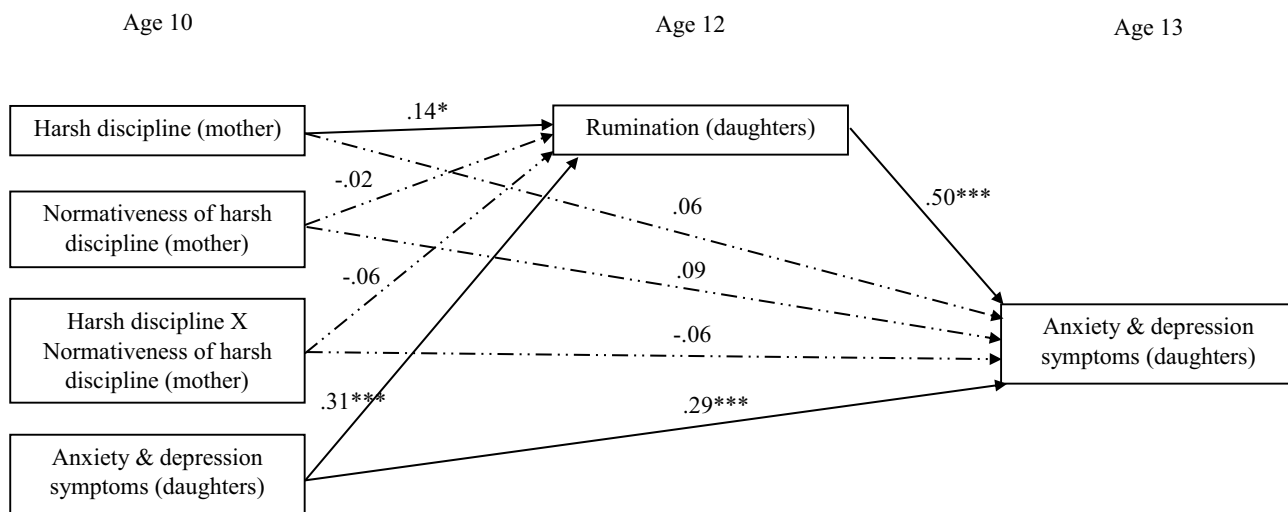 Age 10
Age 12
Age 13
Harsh discipline (mother)
.14*
Rumination (daughters)
-.02
Normativeness of harsh
discipline (mother)
.06
.50***
-.06
.09
Harsh discipline X
Normativeness of harsh
discipline (mother)
-.06
Anxiety & depression
symptoms (daughters)
.31***
.29***
Anxiety & depression
symptoms (daughters)